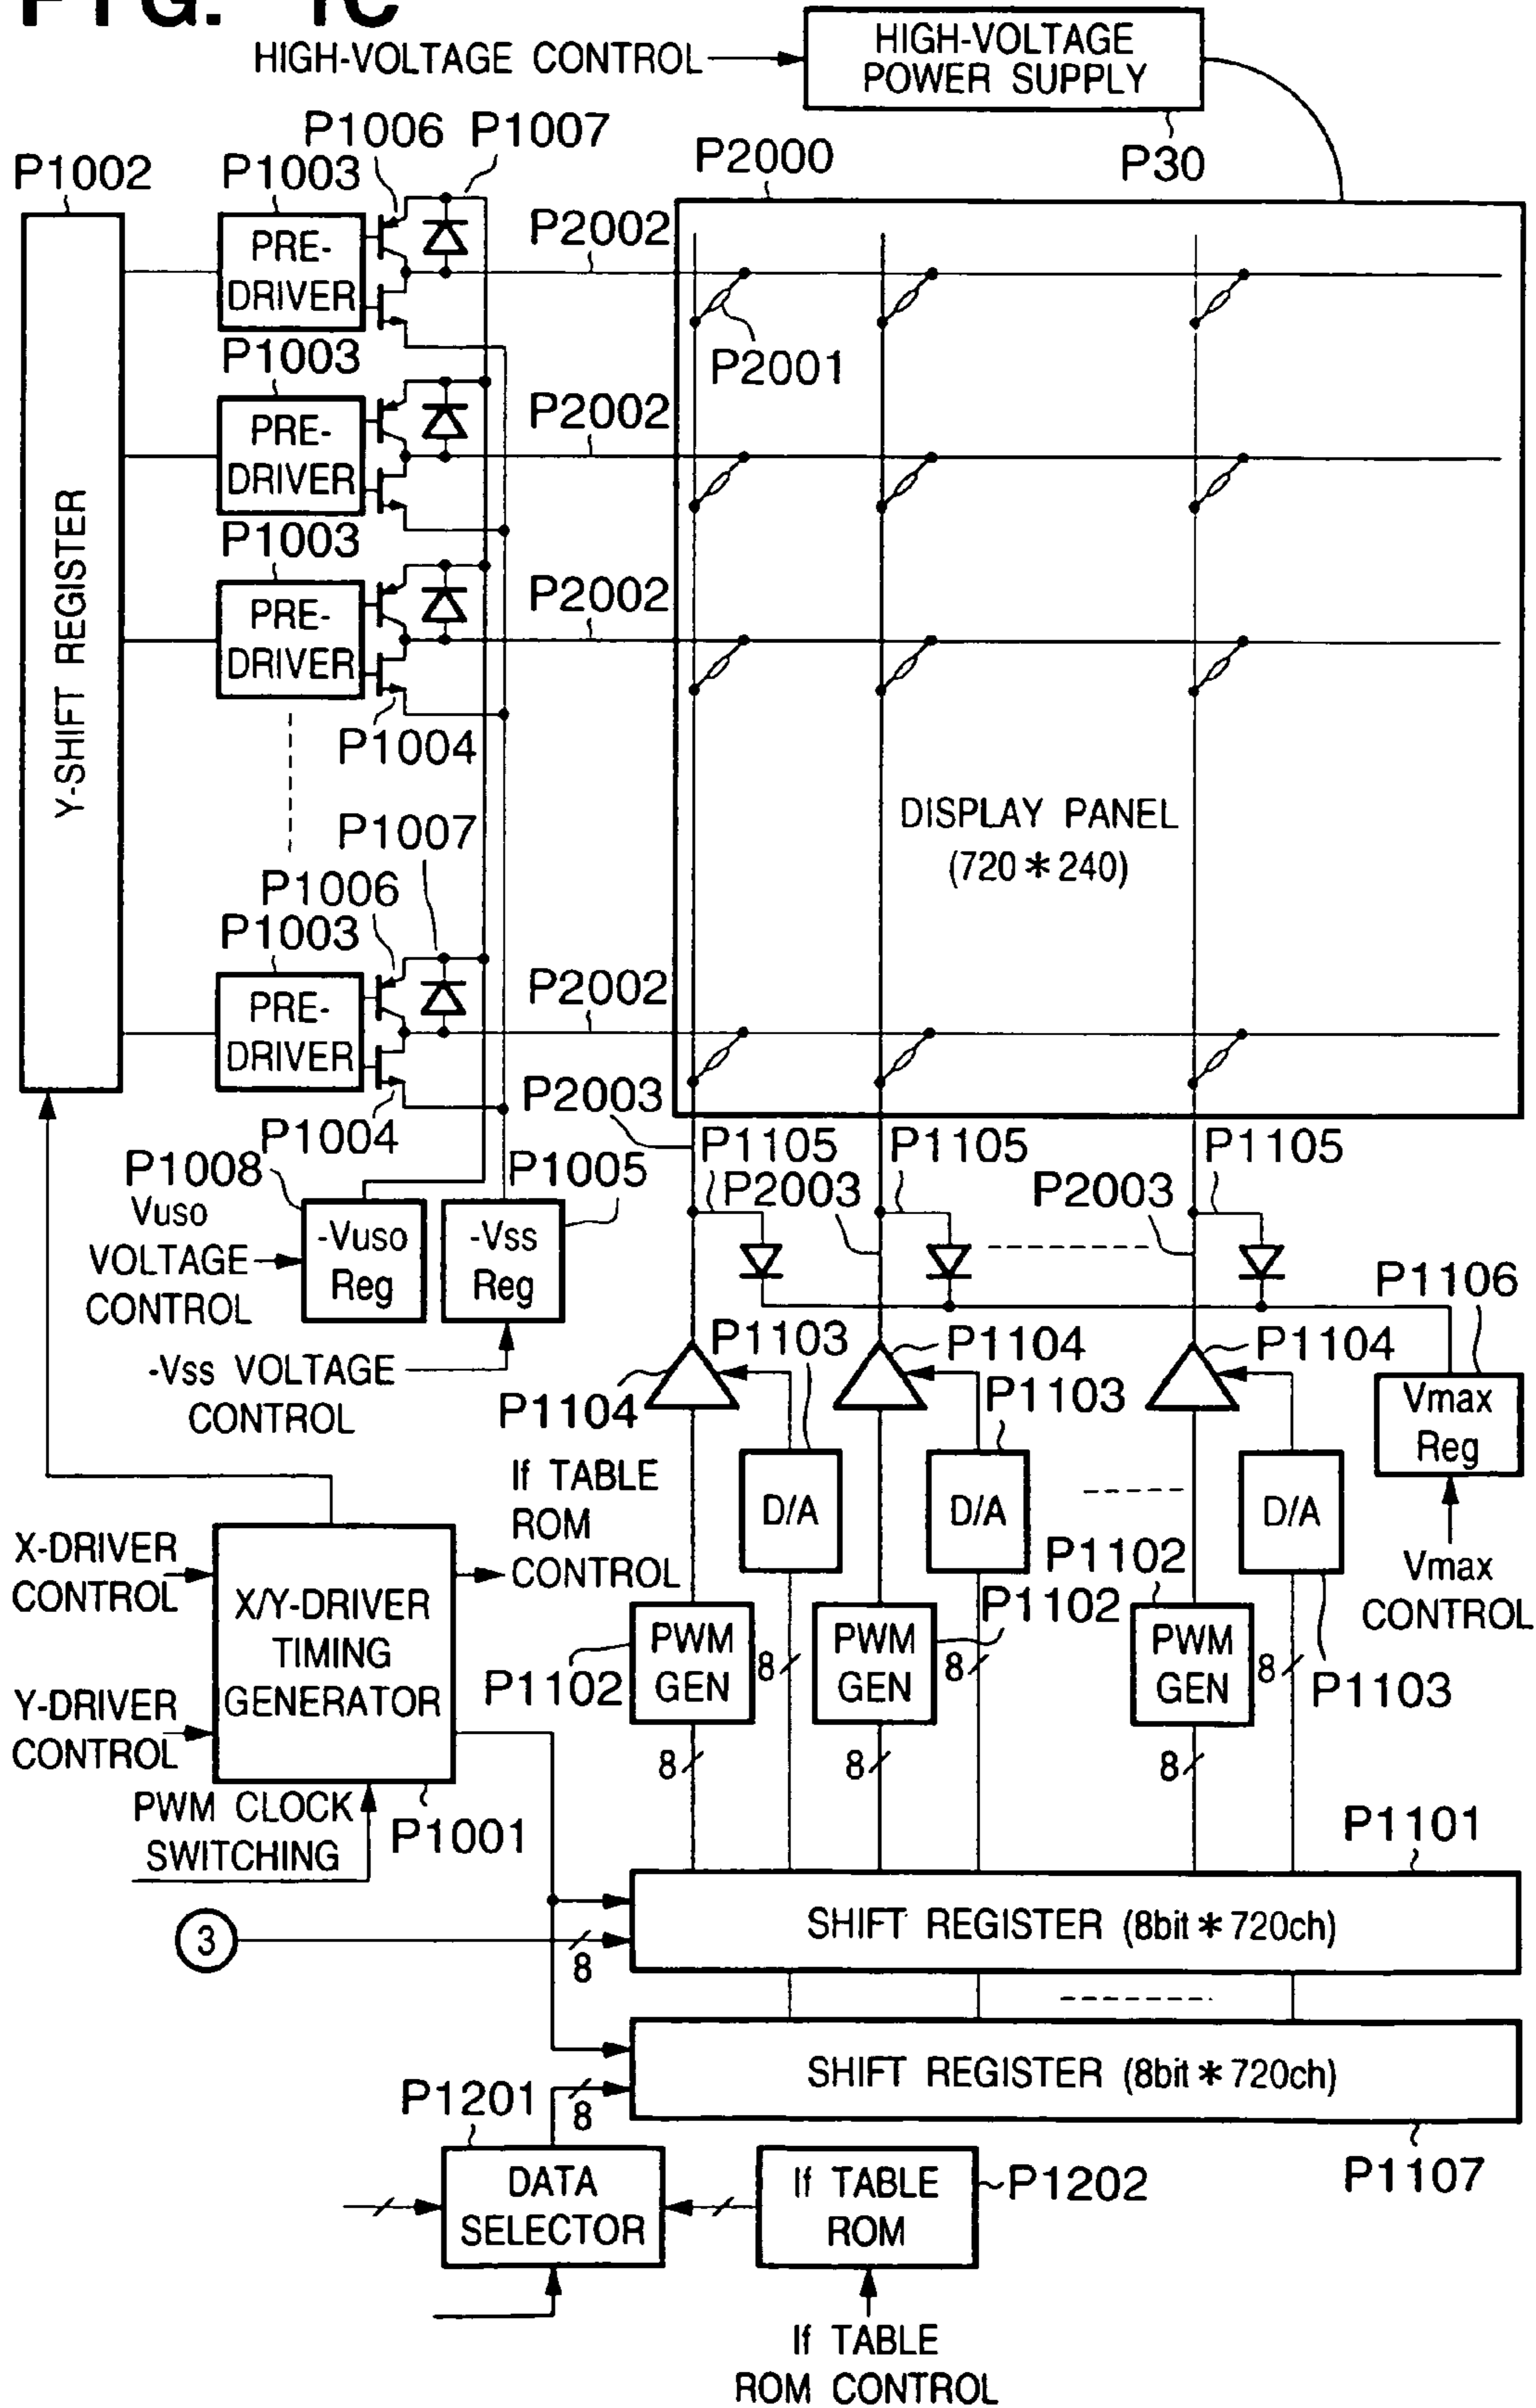 FIG. 1C
HIGH-VOLTAGE CONTROL
HIGH-VOLTAGE
POWER SUPPLY
P30
P1006 P1007
P2000
P1002
P1003
PRE-
DRIVER
P2002
P2001
P1003
PRE-
DRIVER
P2002
P1003
PRE-
DRIVER
P2002
P1004
Y-SHIFT REGISTER
DISPLAY PANEL
(720*240)
P1007
P1006
P1003
PRE-
DRIVER
P2002
P1004
P2003
P1105
P1105
P1105
P2003
P2003
P1008
P1005
Vuso
VOLTAGE
CONTROL
-Vuso
Reg
-Vss
Reg
-Vss VOLTAGE
CONTROL
P1106
P1103
P1104
P1104
P1104
P1103
Vmax
Reg
Vmax
CONTROL
If TABLE
ROM
CONTROL
D/A
D/A
D/A
X-DRIVER
CONTROL
X/Y-DRIVER
TIMING
GENERATOR
Y-DRIVER
CONTROL
P1102
P1102
P1102
PWM
GEN
8
PWM
GEN
8
PWM
GEN
8
P1103
8
8
8
PWM CLOCK
SWITCHING
P1001
P1101
3
8
SHIFT REGISTER (8bit*720ch)
SHIFT REGISTER (8bit*720ch)
P1201
8
P1107
DATA
SELECTOR
If TABLE
ROM
P1202
If TABLE
ROM CONTROL